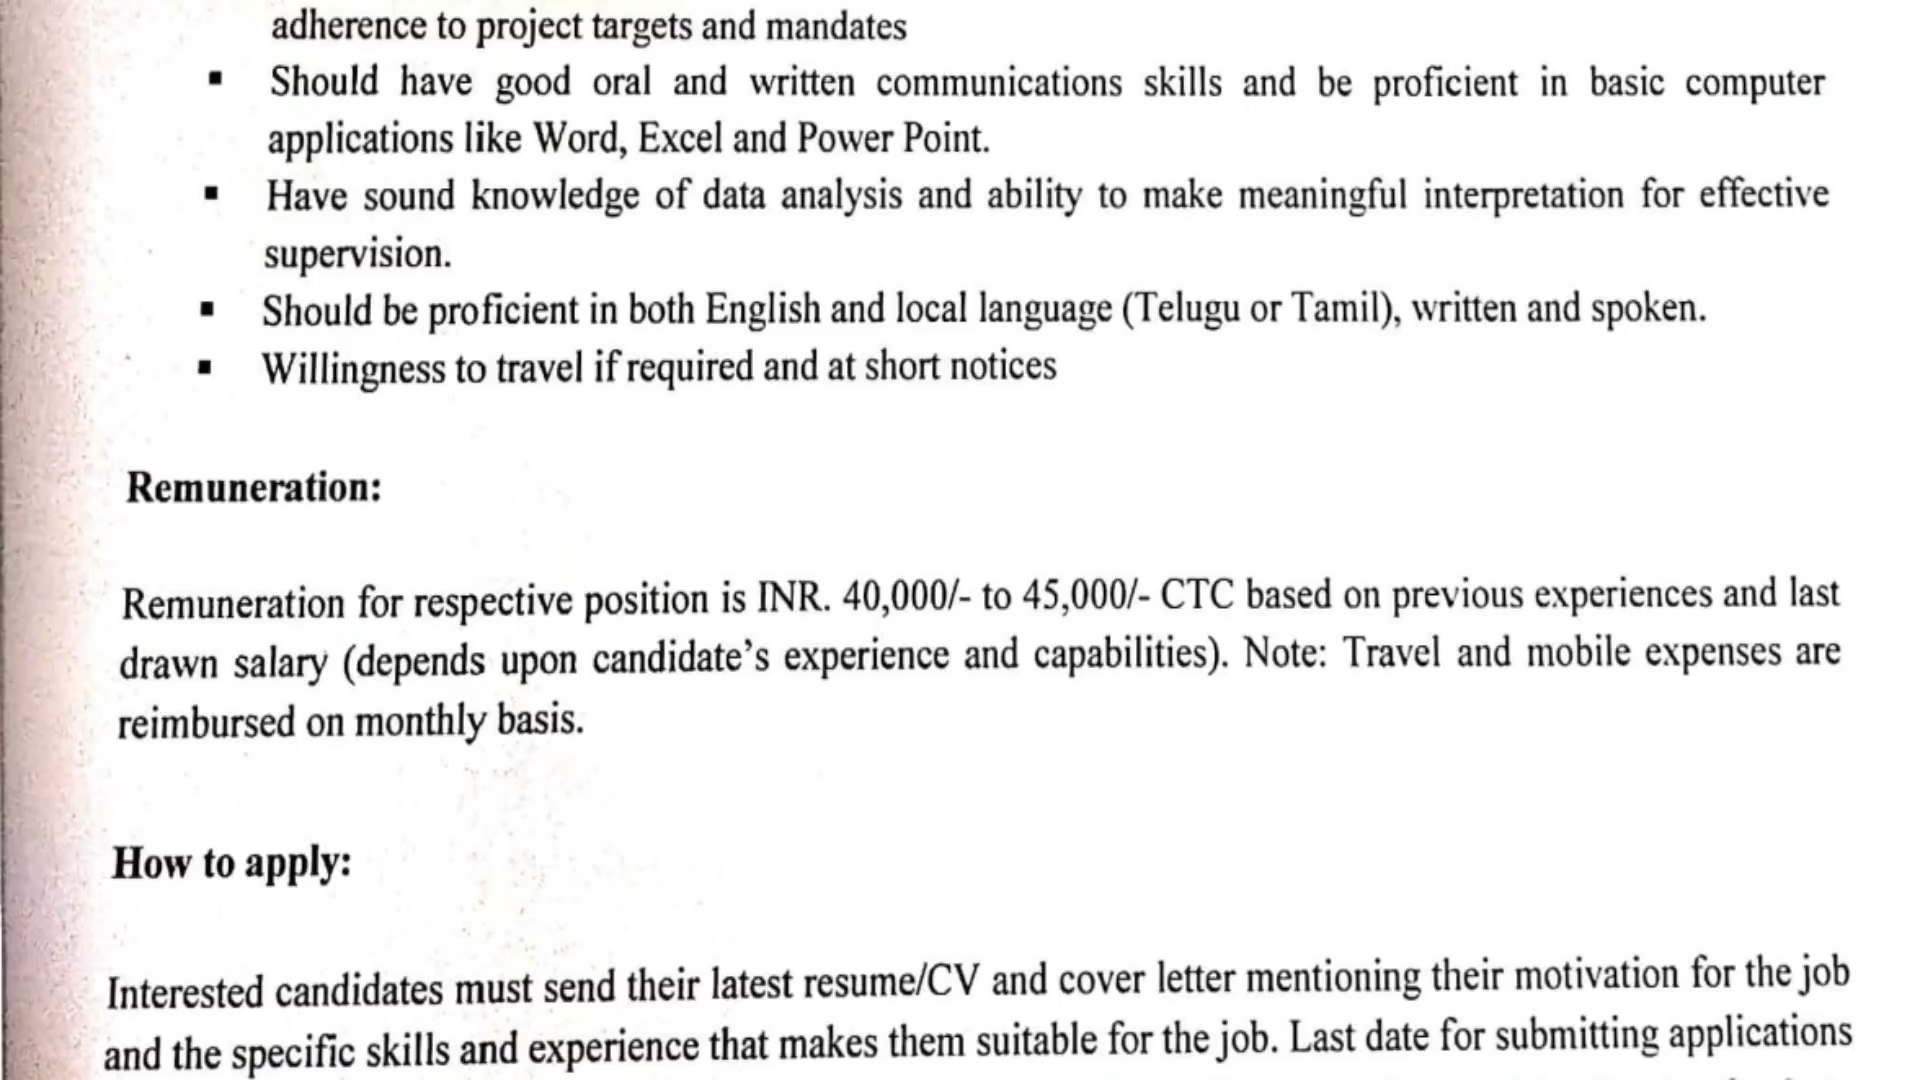 adherence to project targets and mandates
▪ Should have good oral and written communications skills and be proficient in basic computer
applications like Word, Excel and Power Point.
▪ Have sound knowledge of data analysis and ability to make meaningful interpretation for effective
supervision.
▪ Should be proficient in both English and local language (Telugu or Tamil), written and spoken.
▪ Willingness to travel if required and at short notices
Remuneration:
Remuneration for respective position is INR. 40,000/- to 45,000/- CTC based on previous experiences and last
drawn salary (depends upon candidate's experience and capabilities). Note: Travel and mobile expenses are
reimbursed on monthly basis.
How to apply:
Interested candidates must send their latest resume/CV and cover letter mentioning their motivation for the job
and the specific skills and experience that makes them suitable for the job. Last date for submitting applications